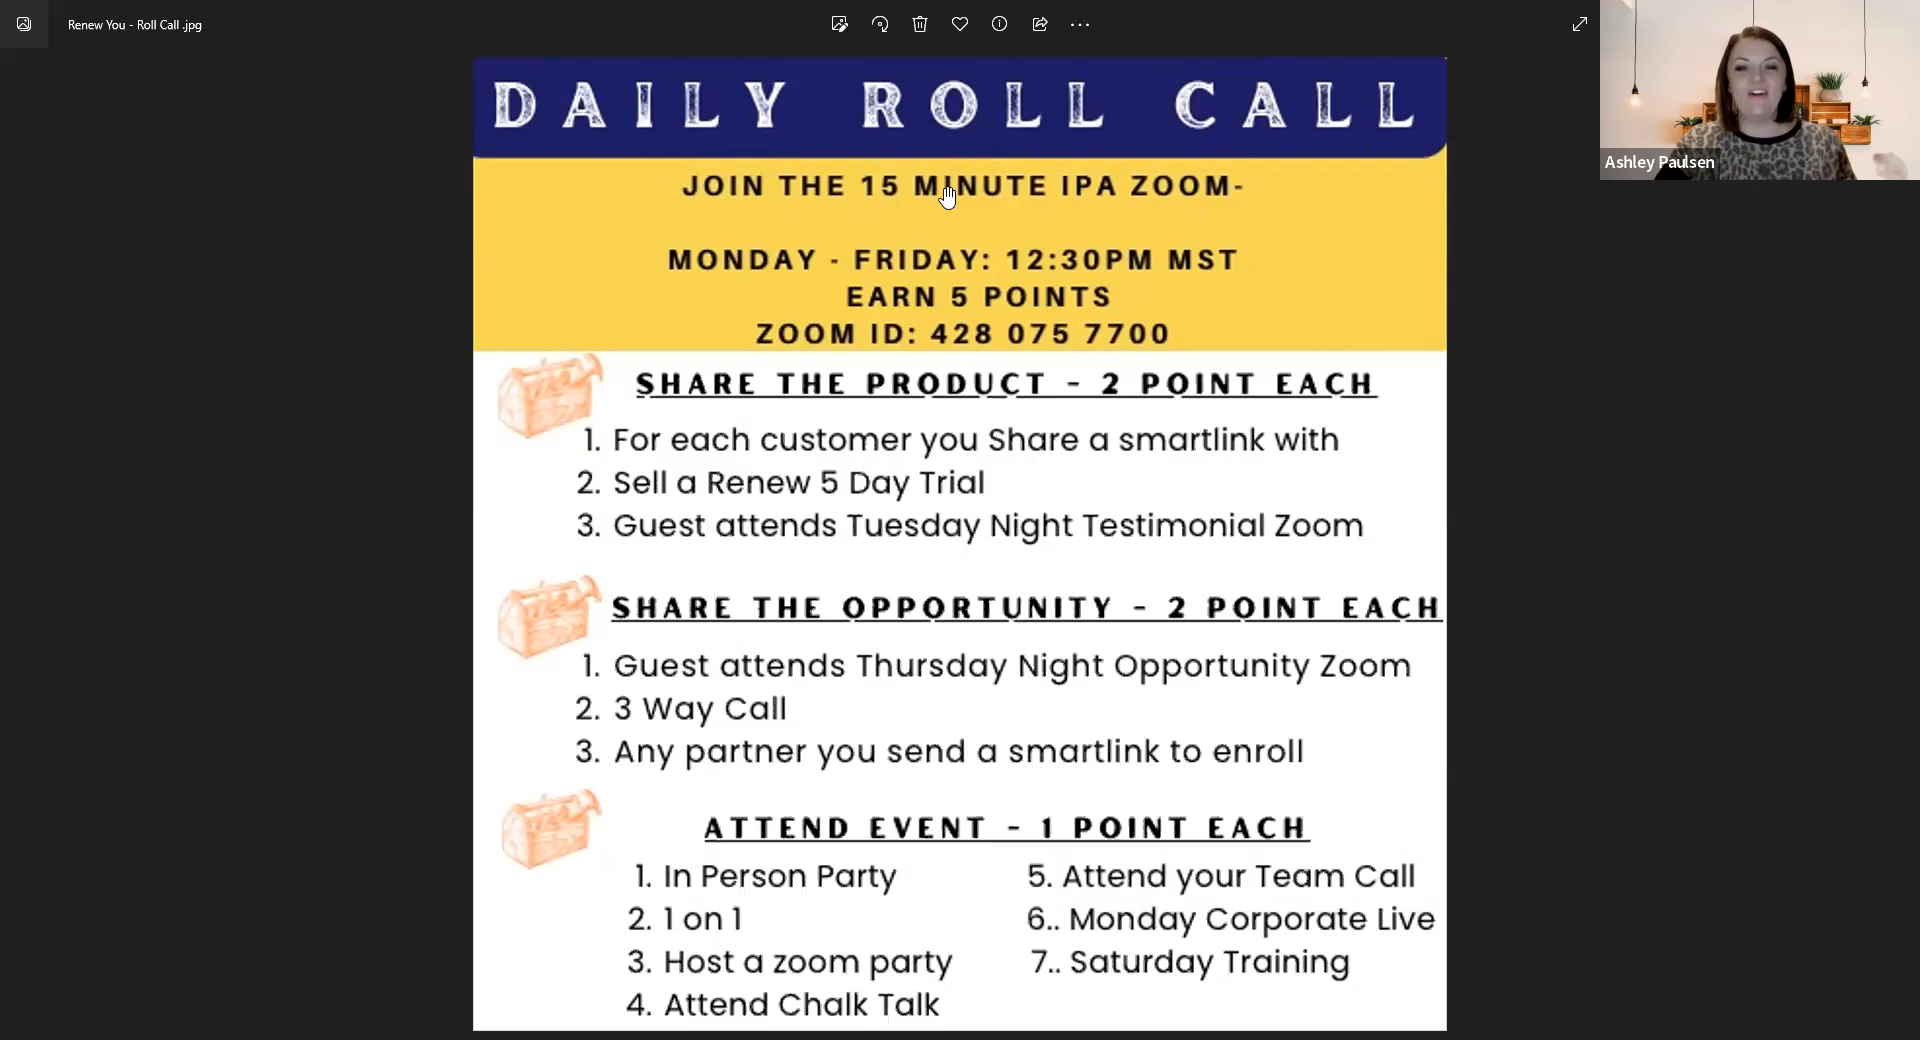 Renew You - Roll Call .jpg
Ashley Paulsen
DAILY ROLL CALL
JOIN THE 15 MINUTE IPA ZOOM-
MONDAY - FRIDAY: 12:30PM MST
EARN 5 POINTS
ZOOM ID: 428 075 7700
SHARE THE PRODUCT - 2 POINT EACH
1. For each customer you Share a smartlink with
2. Sell a Renew 5 Day Trial
3. Guest attends Tuesday Night Testimonial Zoom
SHARE THE OPPORTUNITY - 2 POINT EACH
1. Guest attends Thursday Night Opportunity Zoom
2. 3 Way Call
3. Any partner you send a smartlink to enroll
ATTEND EVENT - 1 POINT EACH
1. In Person Party
2. 1 on 1
3. Host a zoom party
4. Attend Chalk Talk
5. Attend your Team Call
6.. Monday Corporate Live
7.. Saturday Training